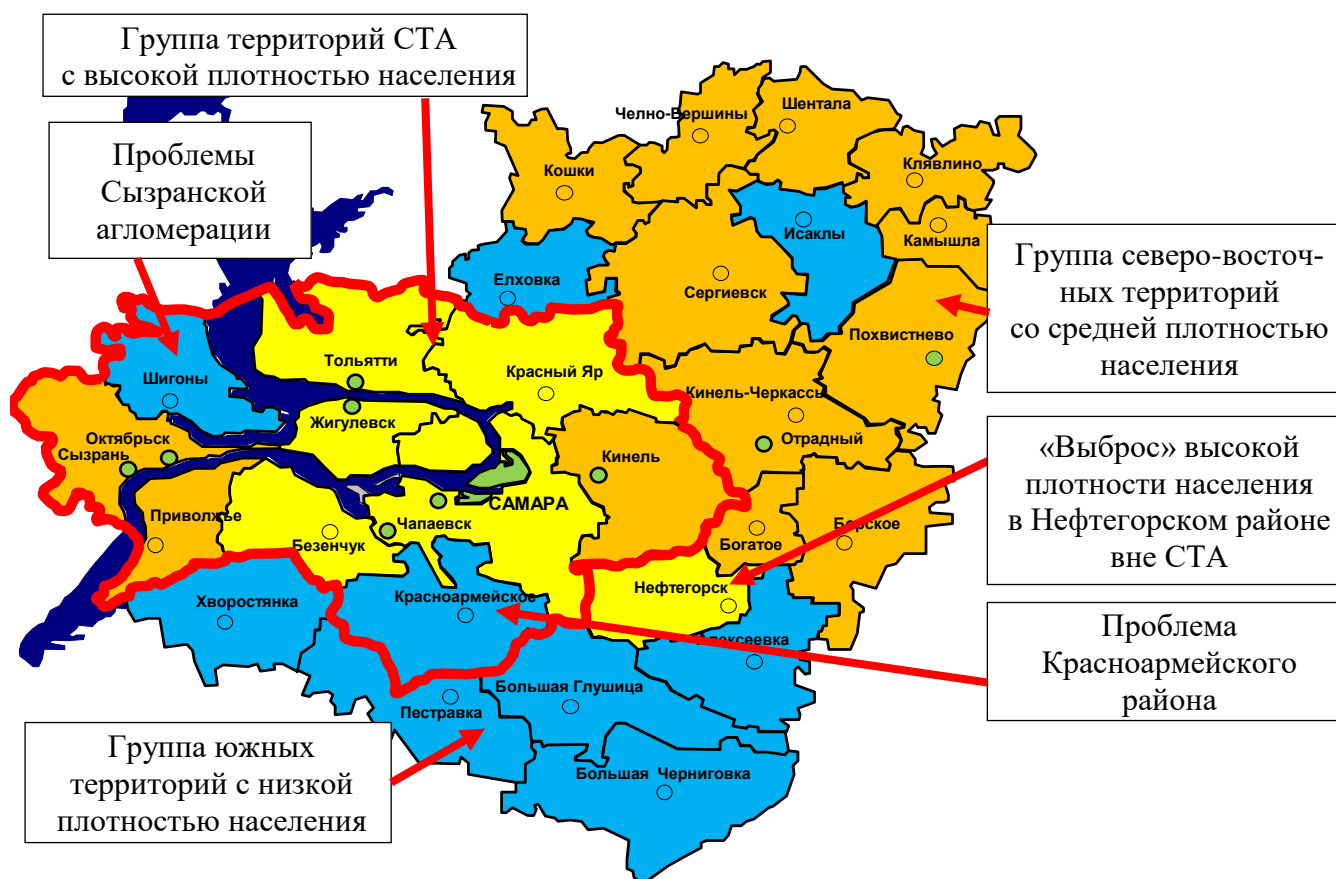 Группа территорий СТА
с высокой плотностью населения
Проблемы
Сызранской
агломерации
Челно-Вершины
Шентала
Кошки
Клявлино
Исаклы
Камышла
Елховка
Сергиевск
Группа северо-восточ-
ных территорий
со средней плотностью
населения
Похвистнево
Тольятти
Красный Яр
Шигоны
Кинель-Черкассы
Жигулевск
Октябрьск
Сызрань
Отрадный
Кинель
«Выброс» высокой
плотности населения
в Нефтегорском районе
вне СТА
САМАРА
Приволжье
Чапаевск
Борское
Безенчук
Богатое
Нефтегорск
Хворостянка
Красноармейское
Алексеевка
Проблема
Красноармейского
района
Большая Глушица
Пестравка
Группа южных
территорий с низкой
плотностью населения
Большая Черниговка